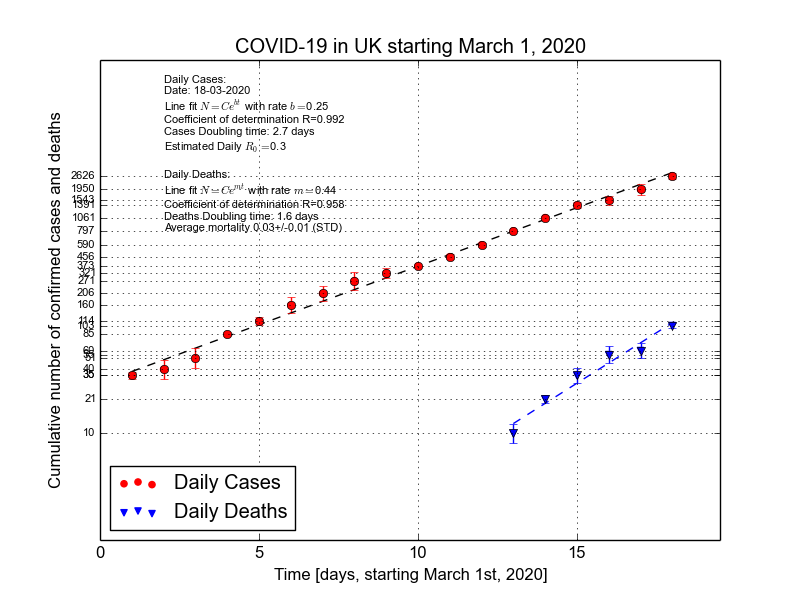 COVID-19 in UK starting March 1, 2020
Daily Cases:
Date: 18-03-2020
Line fit N=Ce^{bt} with rate b=0.25
Coefficient of determination R=0.992
Cases Doubling time: 2.7 days
Estimated Daily R_0=0.3
Daily Deaths:
Line fit N=Ce^{mt} with rate m=0.44
Coefficient of determination R=0.958
Deaths Doubling time: 1.6 days
Average mortality 0.03+/-0.01 (STD)
Cumulative number of confirmed cases and deaths
2626
1950
1543
1391
1061
797
590
456
373
321
271
206
160
114
103
85
60
51
40
35
21
10
Daily Cases
Daily Deaths
0 5 10 15
Time [days, starting March 1st, 2020]